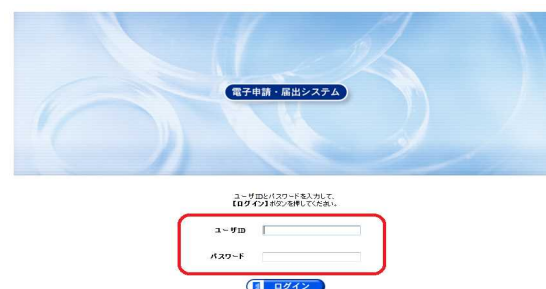 電子申請・届出システム
ユーザIDとパスワードを入力して、
【ログイン】ボタンを押してください。
ユーザID
パスワード
ログイン